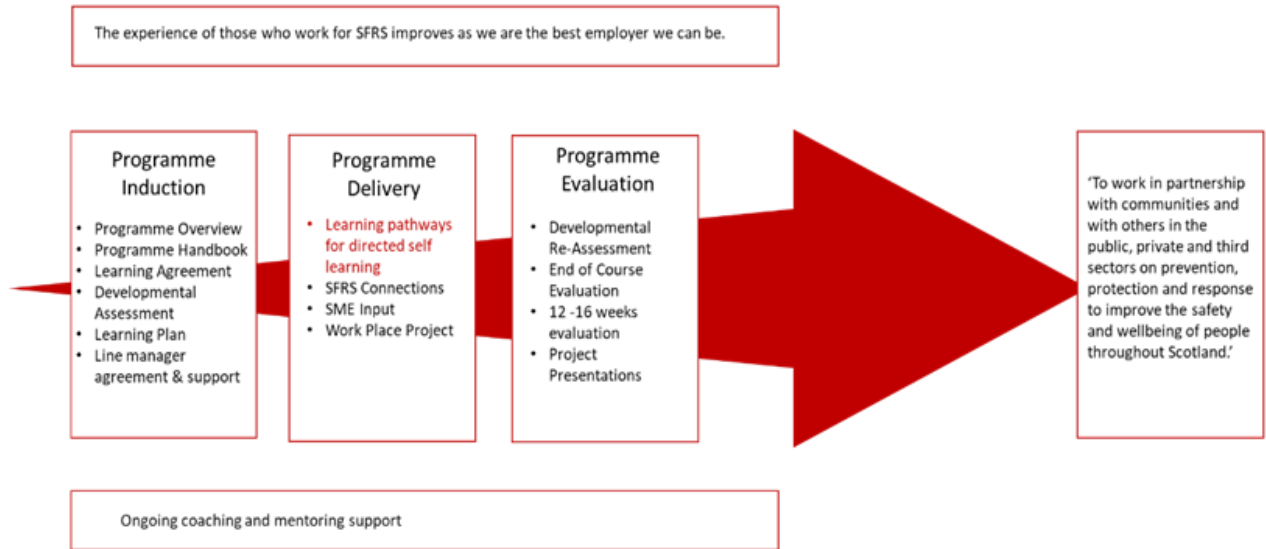 The experience of those who work for SFRS improves as we are the best employer we can be.
Programme
Induction
• Programme Overview
• Programme Handbook
• Learning Agreement
• Developmental
Assessment
• Learning Plan
• Line manager
agreement & support
Programme
Delivery
• Learning pathways
for directed self
learning
• SFRS Connections
• SME Input
• Work Place Project
Programme
Evaluation
• Developmental
Re-Assessment
• End of Course
Evaluation
• 12 -16 weeks
evaluation
• Project
Presentations
‘To work in partnership
with communities and
with others in the
public, private and third
sectors on prevention,
protection and response
to improve the safety
and wellbeing of people
throughout Scotland.’
Ongoing coaching and mentoring support